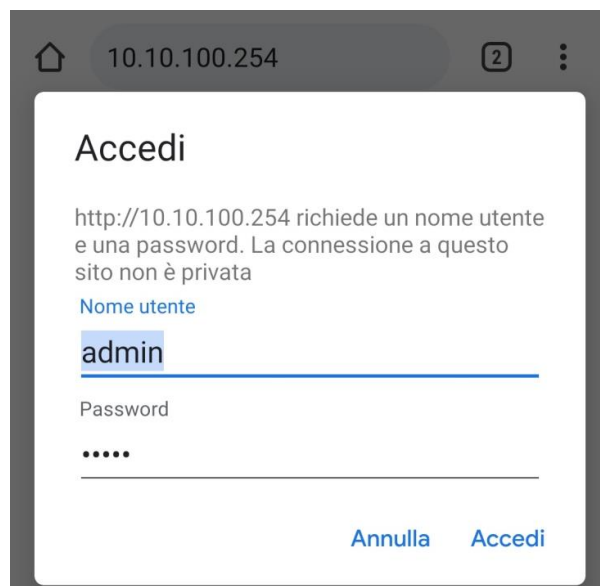 10.10.100.254
2
Accedi
http://10.10.100.254 richiede un nome utente
e una password. La connessione a questo
sito non è privata
Nome utente
admin
Password
•••••
Annulla Accedi